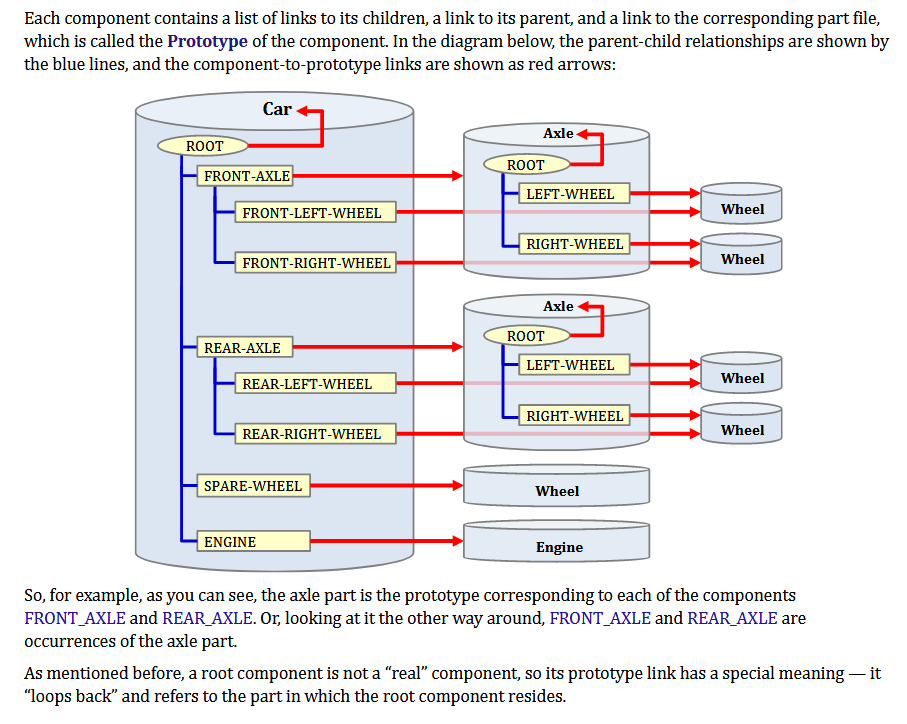 Each component contains a list of links to its children, a link to its parent, and a link to the corresponding part file,
which is called the Prototype of the component. In the diagram below, the parent-child relationships are shown by
the blue lines, and the component-to-prototype links are shown as red arrows:
Car
ROOT
FRONT-AXLE
FRONT-LEFT-WHEEL
FRONT-RIGHT-WHEEL
REAR-AXLE
REAR-LEFT-WHEEL
REAR-RIGHT-WHEEL
SPARE-WHEEL
ENGINE
Axle
ROOT
LEFT-WHEEL
RIGHT-WHEEL
Wheel
Wheel
Axle
ROOT
LEFT-WHEEL
RIGHT-WHEEL
Wheel
Wheel
Wheel
Engine
So, for example, as you can see, the axle part is the prototype corresponding to each of the components
FRONT_AXLE and REAR_AXLE. Or, looking at it the other way around, FRONT_AXLE and REAR_AXLE are
occurrences of the axle part.
As mentioned before, a root component is not a “real” component, so its prototype link has a special meaning — it
“loops back” and refers to the part in which the root component resides.